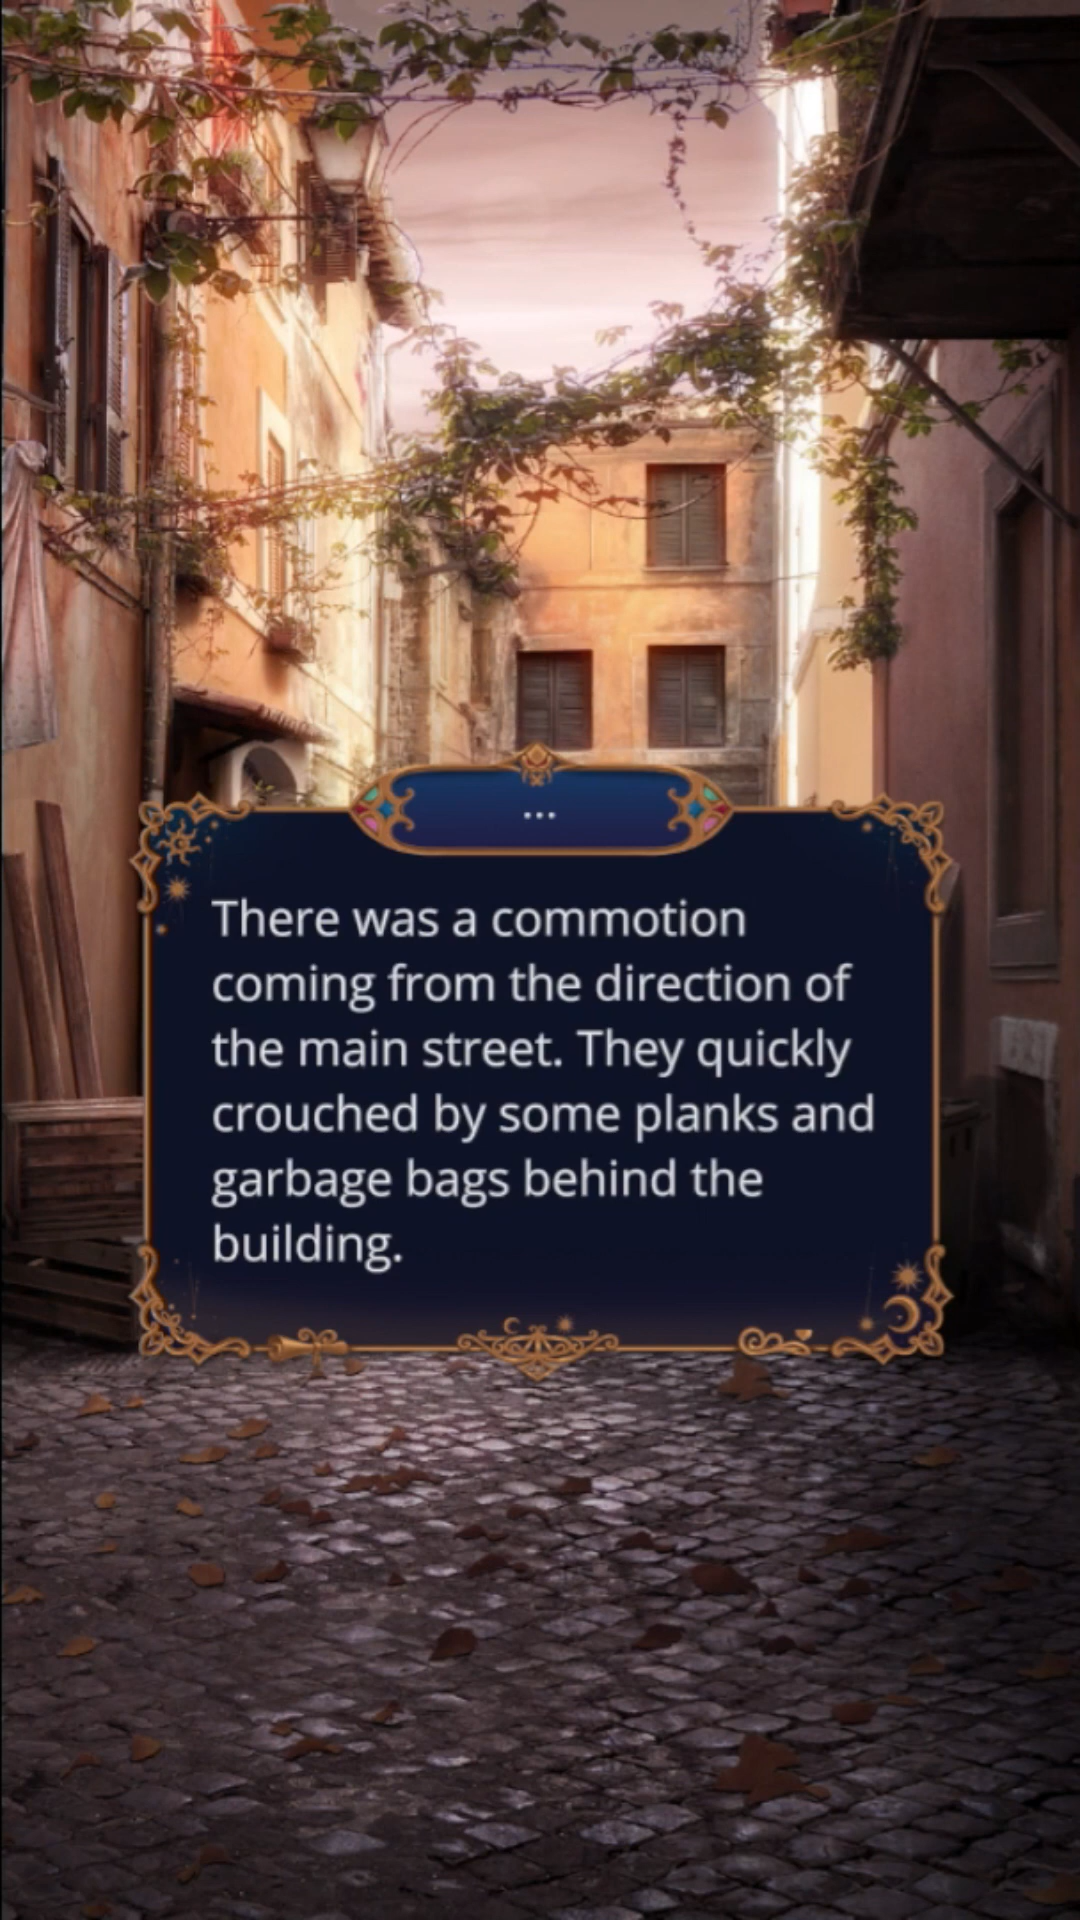 ...
There was a commotion
coming from the direction of
the main street. They quickly
crouched by some planks and
garbage bags behind the
building.